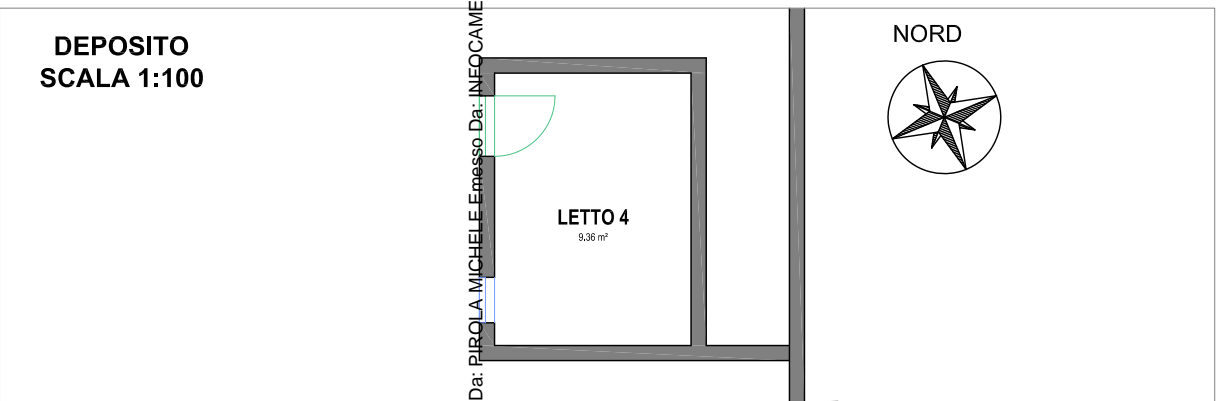 DEPOSITO
SCALA 1:100
NORD
LETTO 4
9.36 m²
Da: PIROLA MICHELE Emesso Da: INFOCAME